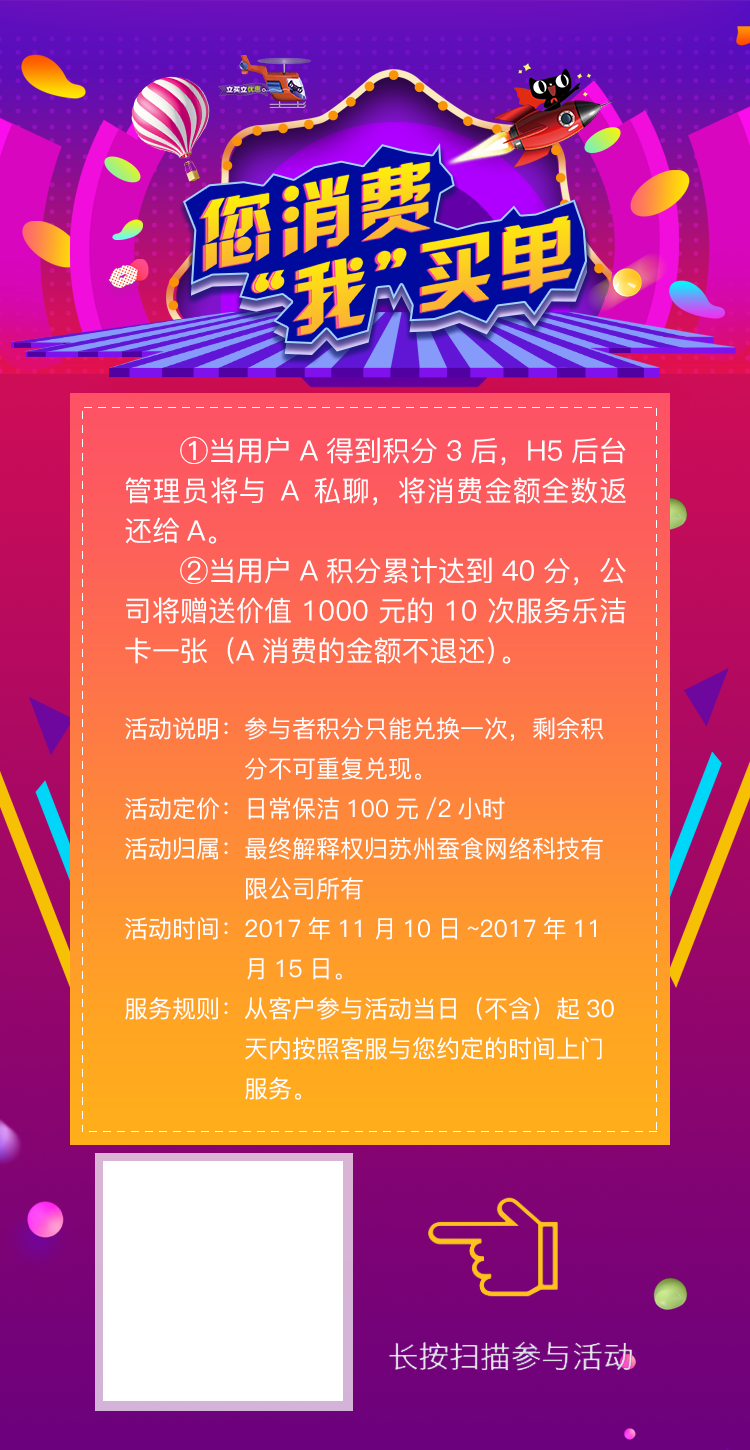 立买立优惠
您消费
“我”买单
①当用户 A 得到积分 3 后，H5 后台
管理员将与 A 私聊，将消费金额全数返
还给 A。
②当用户 A 积分累计达到 40 分，公
司将赠送价值 1000 元的 10 次服务乐洁
卡一张（A 消费的金额不退还）。
活动说明：参与者积分只能兑换一次，剩余积
分不可重复兑现。
活动定价：日常保洁 100 元 /2 小时
活动归属：最终解释权归苏州蚕食网络科技有
限公司所有
活动时间：2017 年 11 月 10 日 ~2017 年 11
月 15 日。
服务规则：从客户参与活动当日（不含）起 30
天内按照客服与您约定的时间上门
服务。
长按扫描参与活动